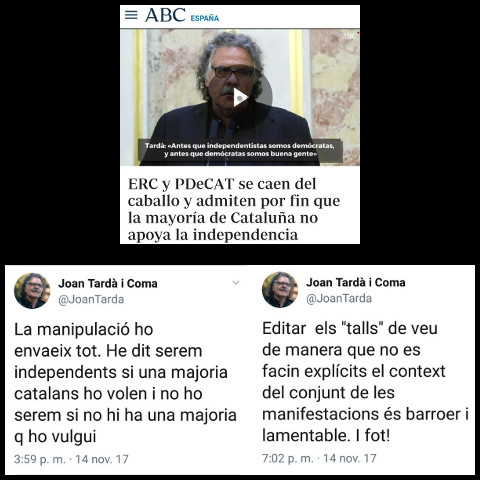 ABC ESPAÑA
ABC
Tardà: «Antes que independentistas somos demócratas,
y antes que demócratas somos buena gente»
ERC y PDeCAT se caen del
caballo y admiten por fin que
la mayoría de Cataluña no
apoya la independencia
Joan Tardà i Coma
@JoanTarda
La manipulació ho
envaeix tot. He dit serem
independents si una majoria
catalans ho volen i no ho
serem si no hi ha una majoria
q ho vulgui
3:59 p. m. · 14 nov. 17
Joan Tardà i Coma
@JoanTarda
Editar els "talls" de veu
de manera que no es
facin explícits el context
del conjunt de les
manifestacions és barroer i
lamentable. I fot!
7:02 p. m. · 14 nov. 17